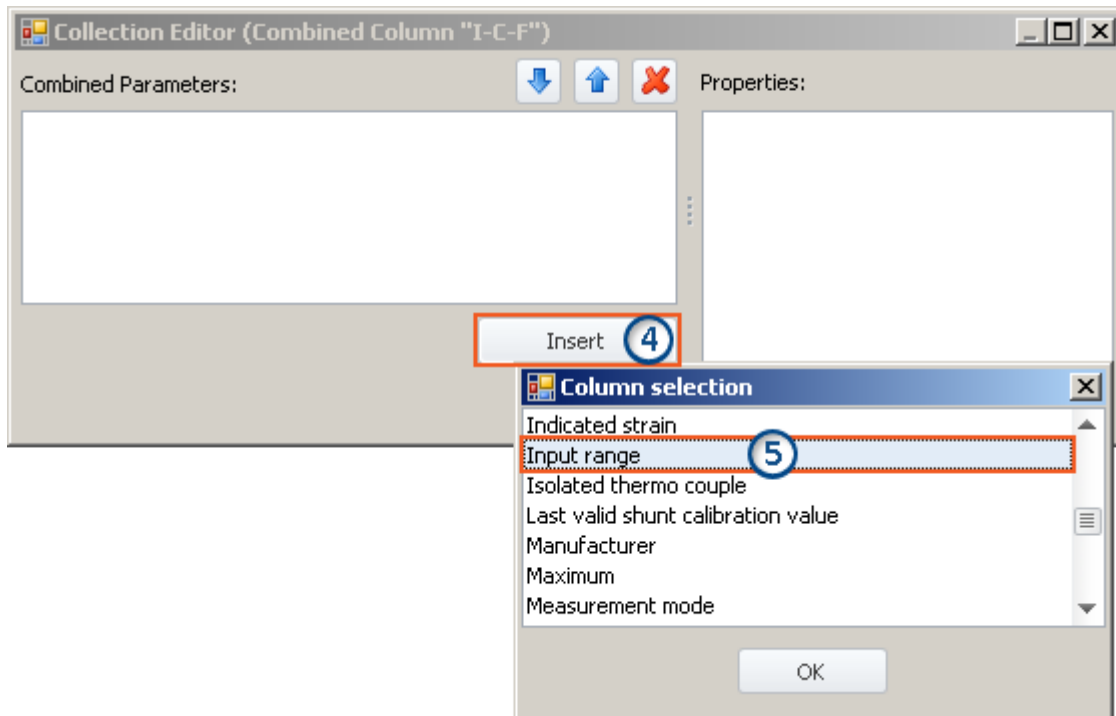 Collection Editor (Combined Column "I-C-F")
Combined Parameters:
Properties:
Insert 4
Column selection
Indicated strain
Input range 5
Isolated thermo couple
Last valid shunt calibration value
Manufacturer
Maximum
Measurement mode
OK